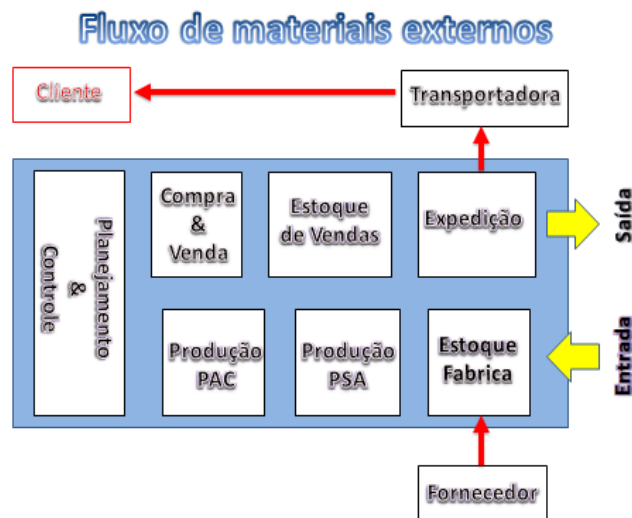 Fluxo de materiais externos
Cliente
Transportadora
Planejamento
&
Controle
Compra
&
Venda
Estoque
de Vendas
Expedição
Saída
Produção
PAC
Produção
PSA
Estoque
Fabrica
Entrada
Fornecedor